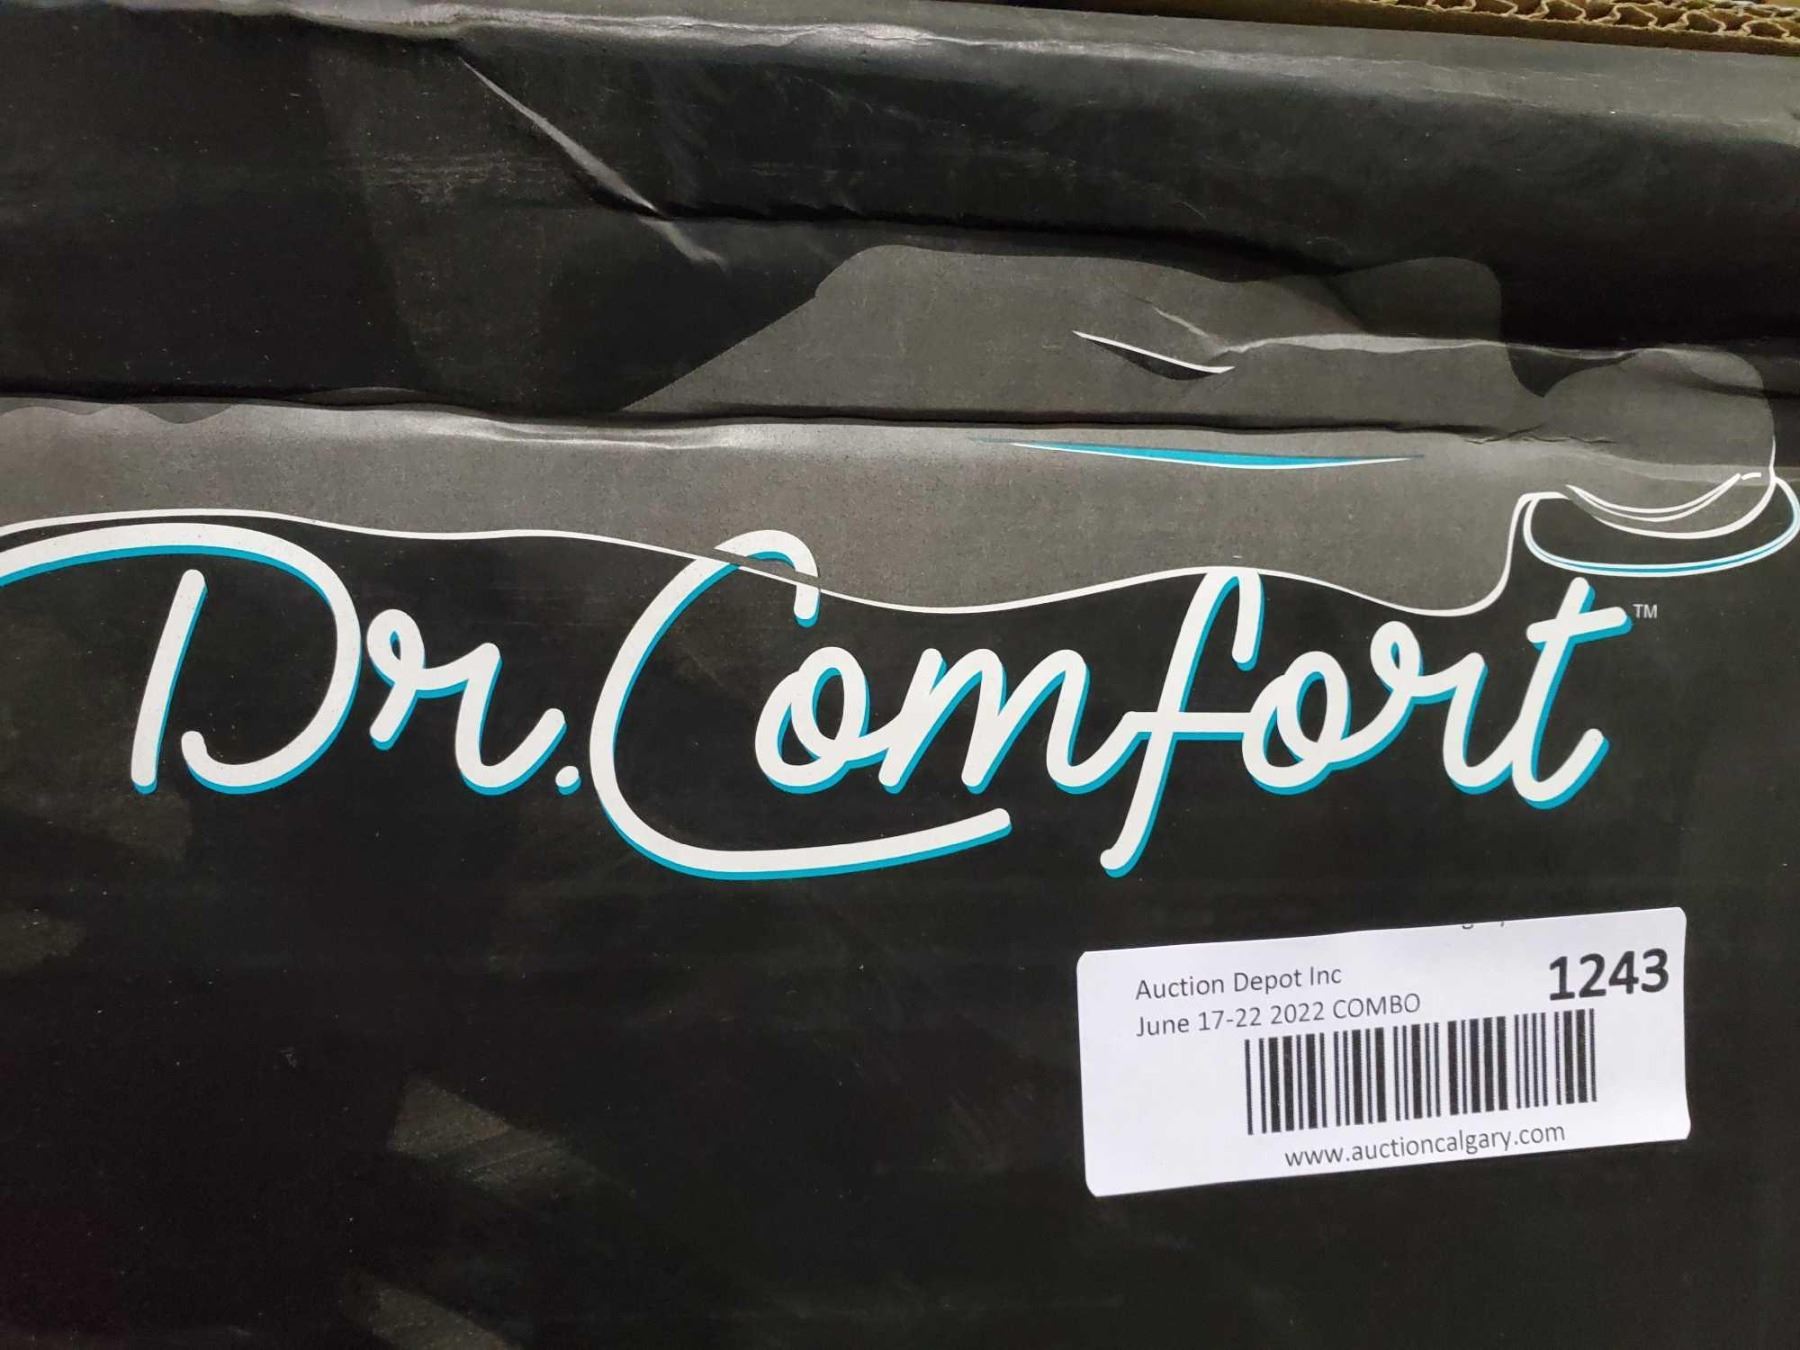 Dr. Comfort™
Auction Depot Inc
1243
June 17-22 2022 COMBO
www.auctioncalgary.com